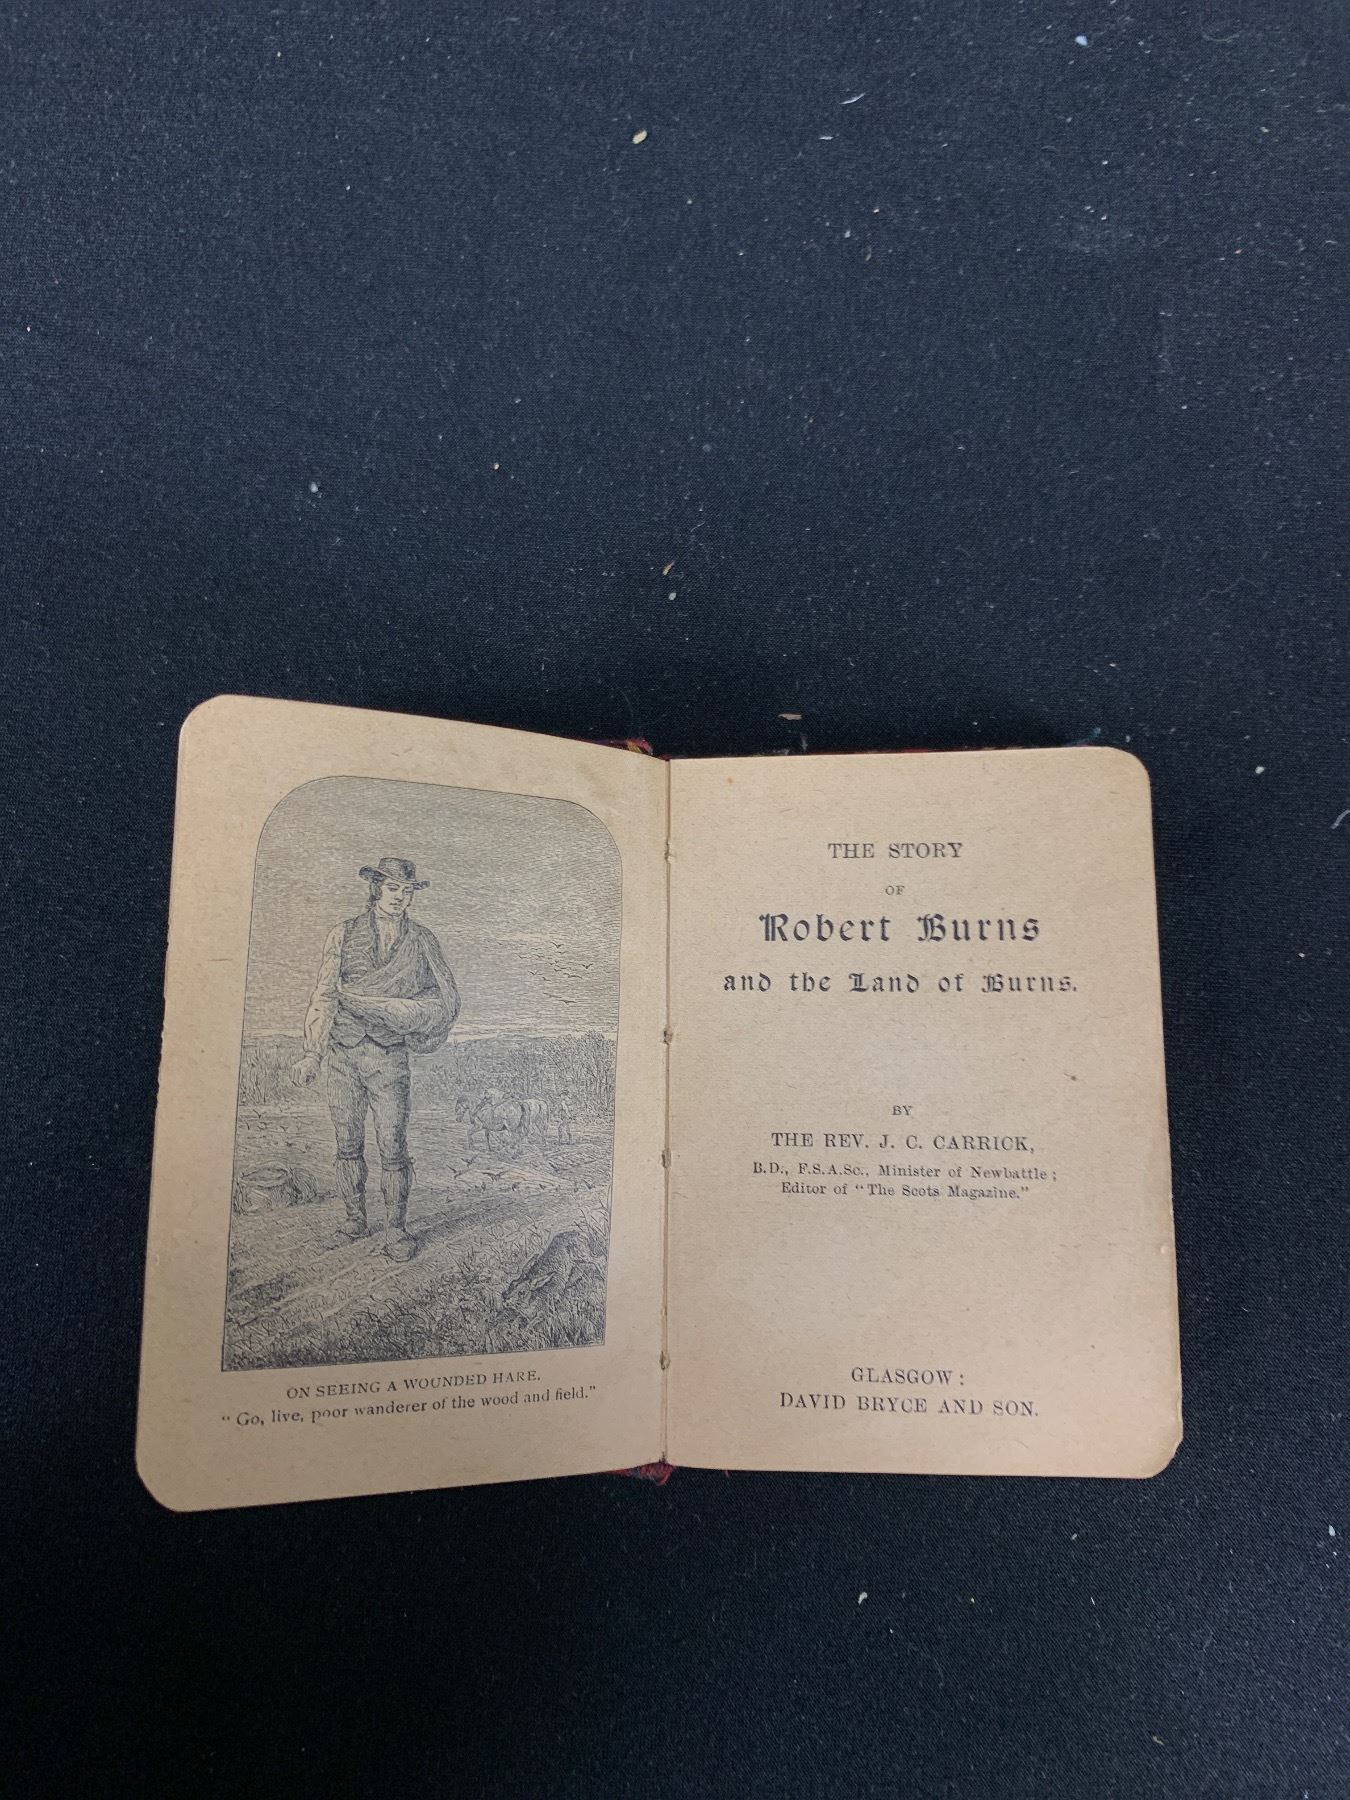 ON SEEING A WOUNDED HARE.
"Go, live, poor wanderer of the wood and field."
THE STORY
OF
Robert Burns
and the Land of Burns.
BY
THE REV. J. C. CARRICK,
B.D., F.S.A.Sc., Minister of Newbattle;
Editor of "The Scots Magazine."
GLASGOW:
DAVID BRYCE AND SON.